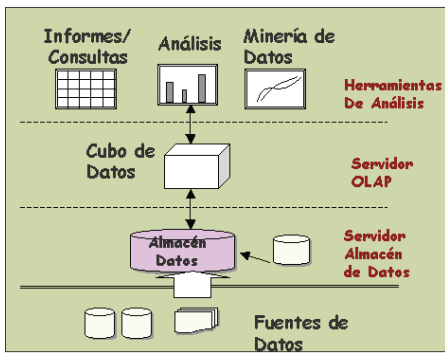 Informes/
Consultas
Análisis
Minería de
Datos
Herramientas
De Análisis
Cubo de
Datos
Servidor
OLAP
Almacén
Datos
Servidor
Almacén
de Datos
Fuentes de
Datos